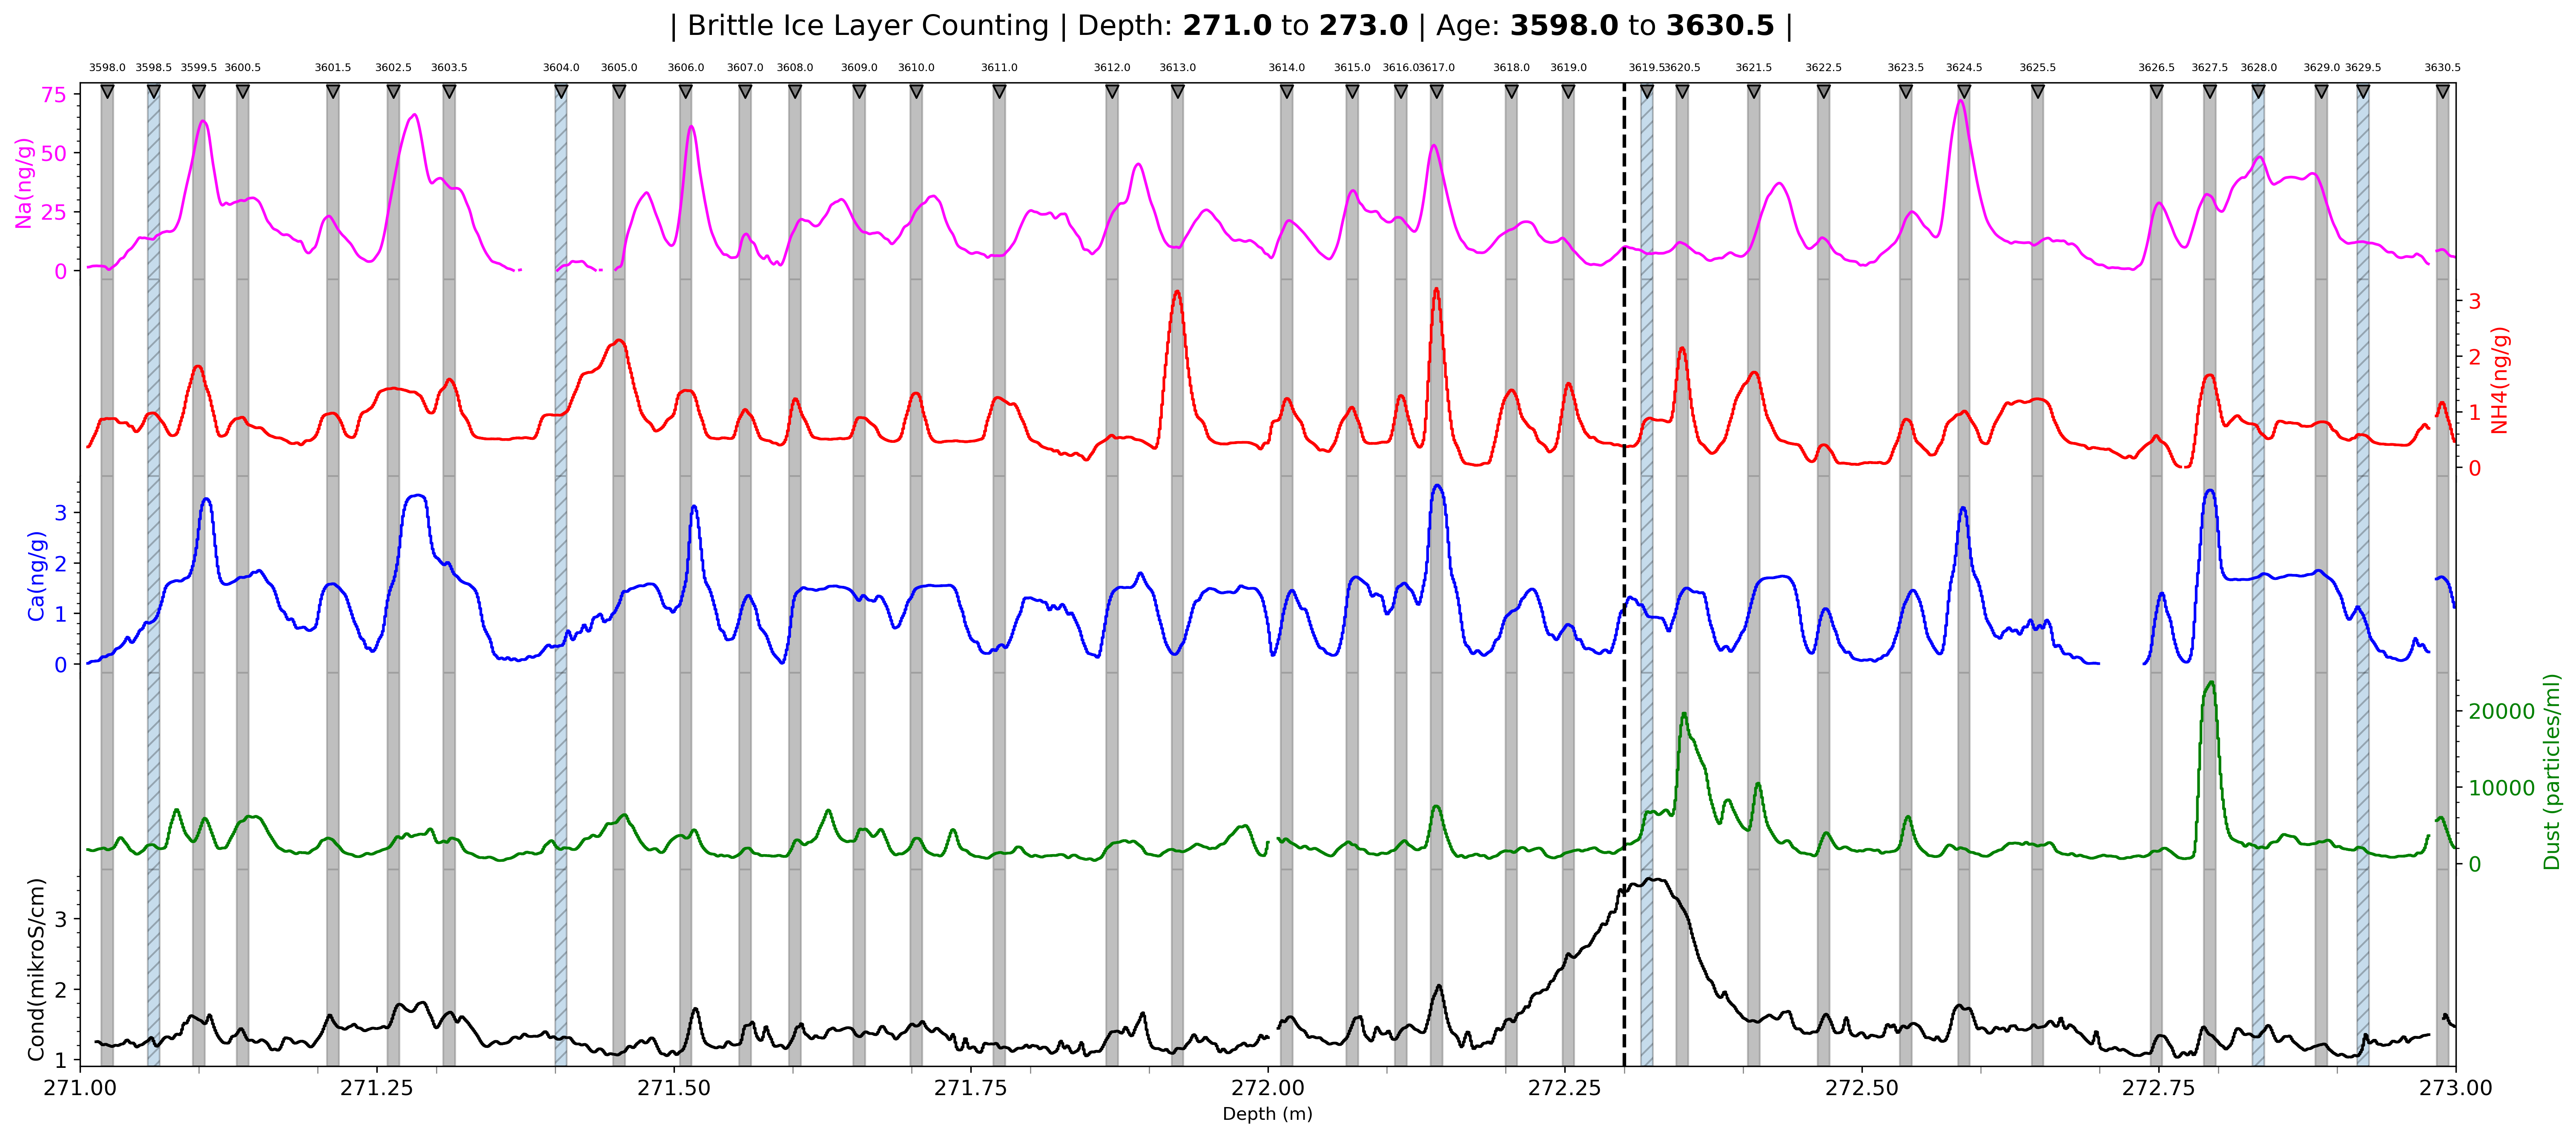 | Brittle Ice Layer Counting | Depth: 271.0 to 273.0 | Age: 3598.0 to 3630.5 |
3598.0 3598.5 3599.5 3600.5 3601.5 3602.5 3603.5 3604.0 3605.0 3606.0 3607.0 3608.0 3609.0 3610.0 3611.0 3612.0 3613.0 3614.0 3615.0 3616.0 3617.0 3618.0 3619.0 3619.5 3620.5 3621.5 3622.5 3623.5 3624.5 3625.5 3626.5 3627.5 3628.0 3629.0 3629.5 3630.5
75
50
25
0
Na(ng/g)
3
2
1
0
NH4(ng/g)
3
2
1
0
Ca(ng/g)
20000
10000
0
Dust (particles/ml)
3
2
1
Cond(mikroS/cm)
271.00 271.25 271.50 271.75 272.00 272.25 272.50 272.75 273.00
Depth (m)